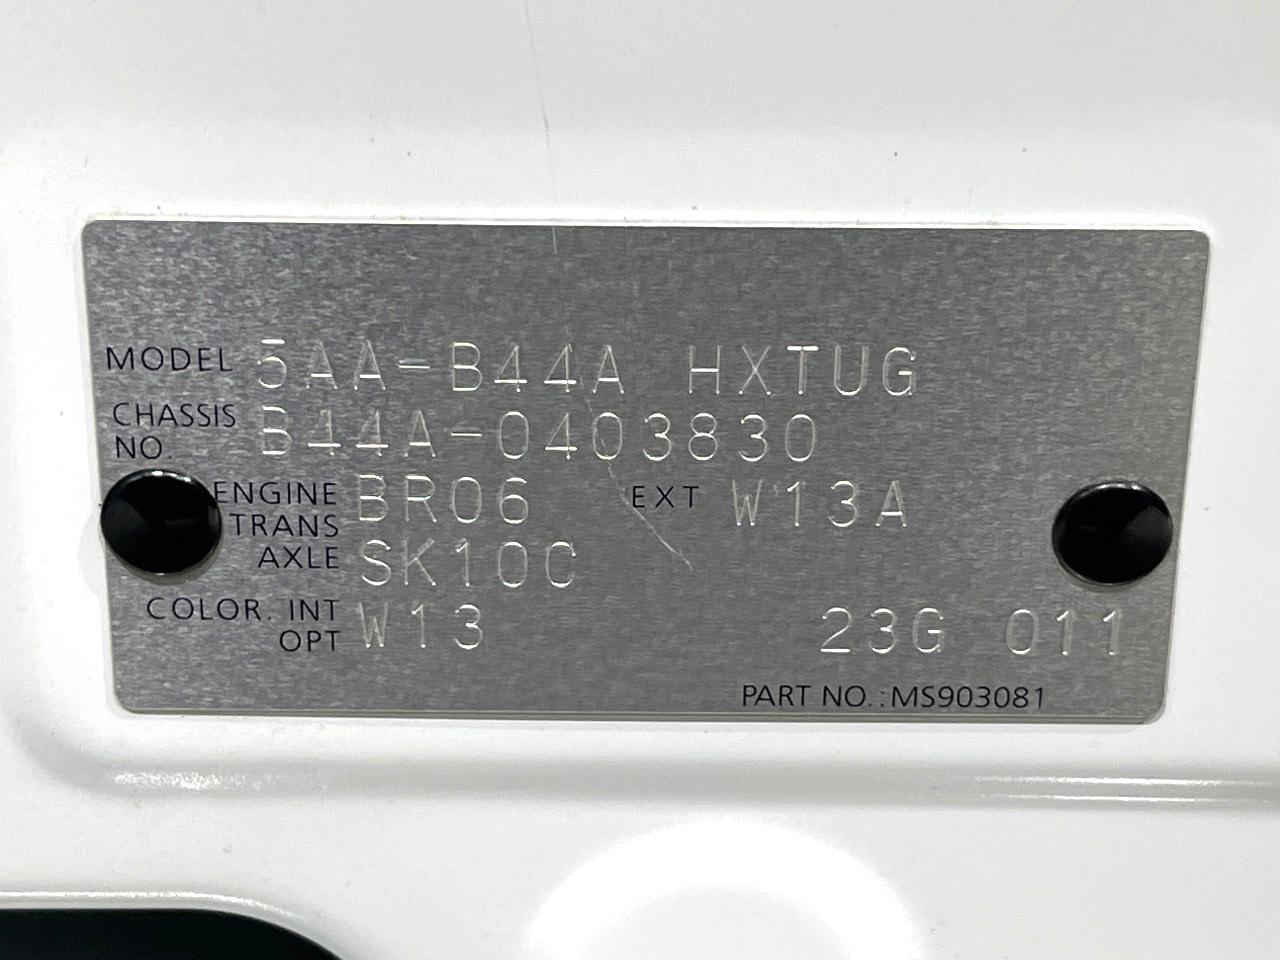 MODEL 5AA-B44A HXTUG
CHASSIS NO. B44A-0403830
ENGINE BR06 EXT W13A
TRANS AXLE SK10C
COLOR. INT OPT W13 23G 011
PART NO.:MS903081